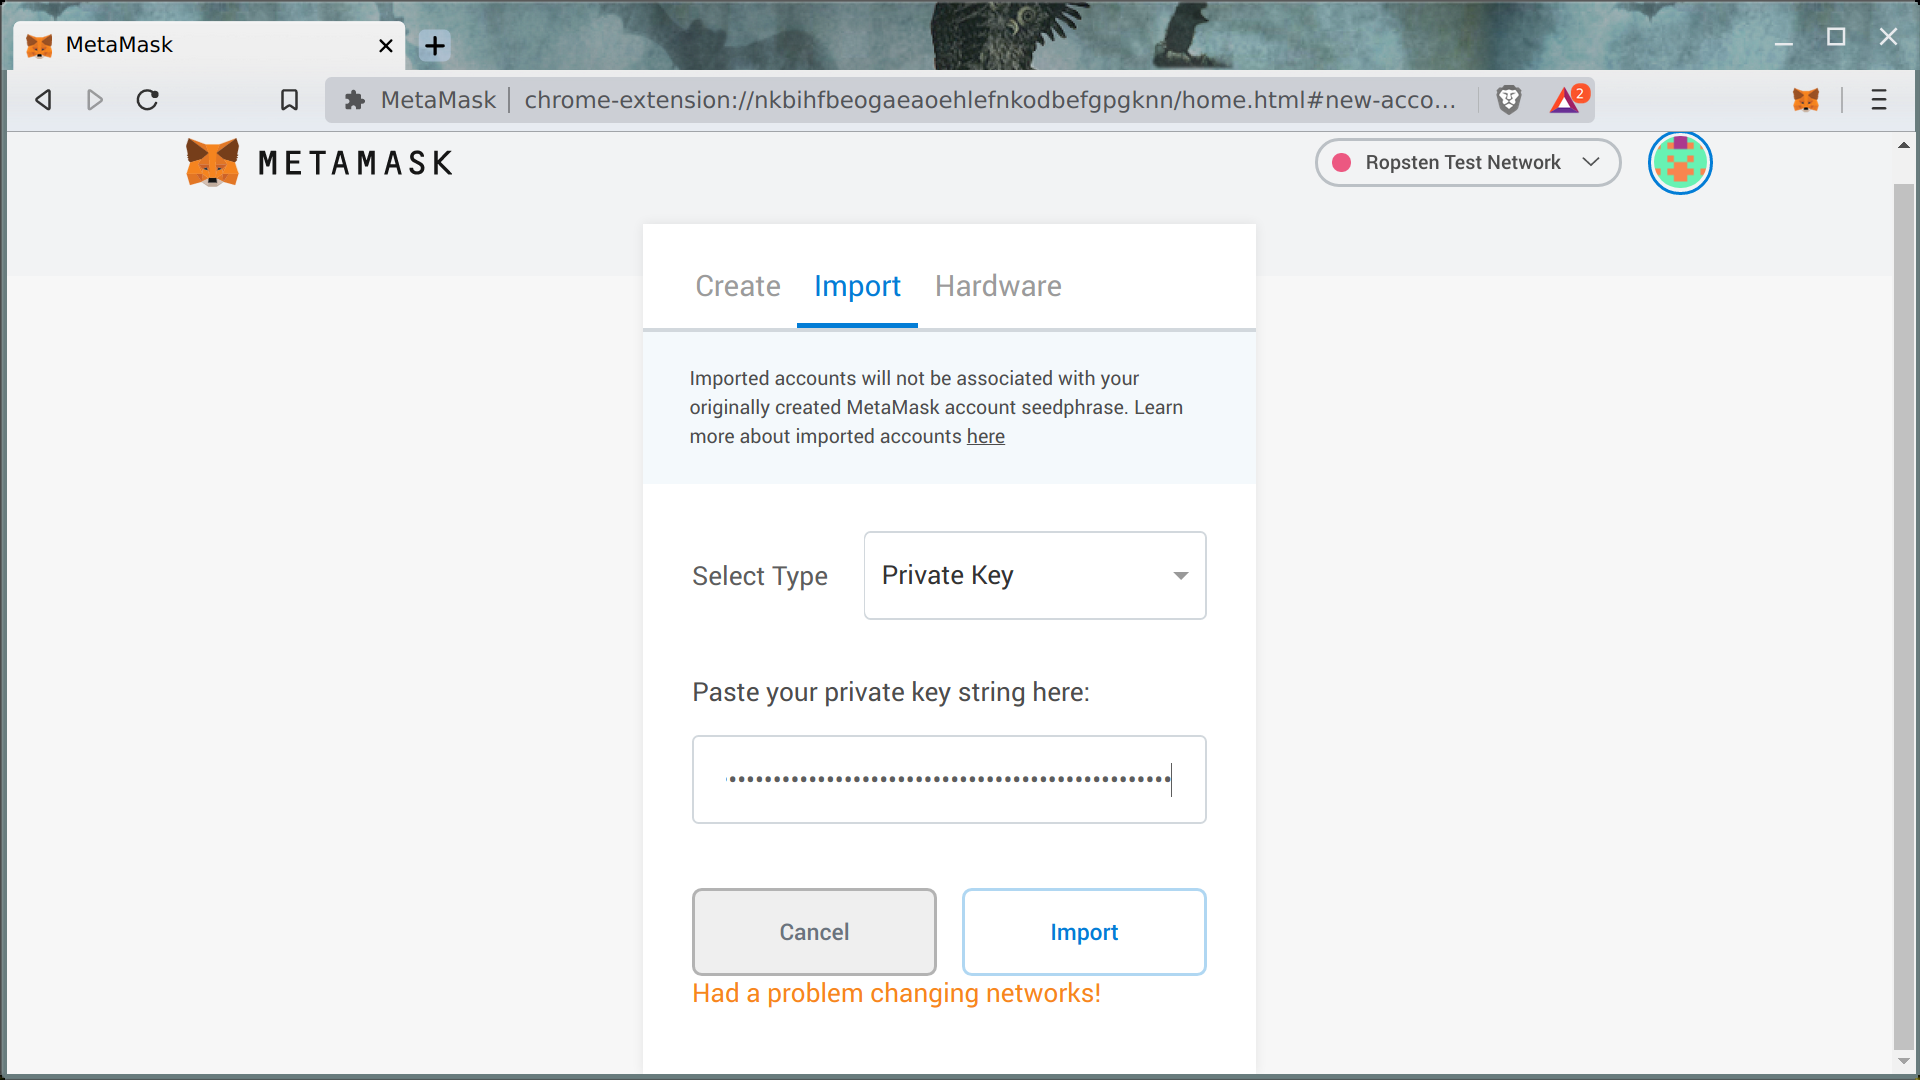 MetaMask
MetaMask chrome-extension://nkbihfbeogaeaoehlefnkodbefgpgknn/home.html#new-acco...
2
METAMASK
Ropsten Test Network
Create Import Hardware
Imported accounts will not be associated with your
originally created MetaMask account seedphrase. Learn
more about imported accounts here
Select Type
Private Key
Paste your private key string here:
Cancel
Import
Had a problem changing networks!